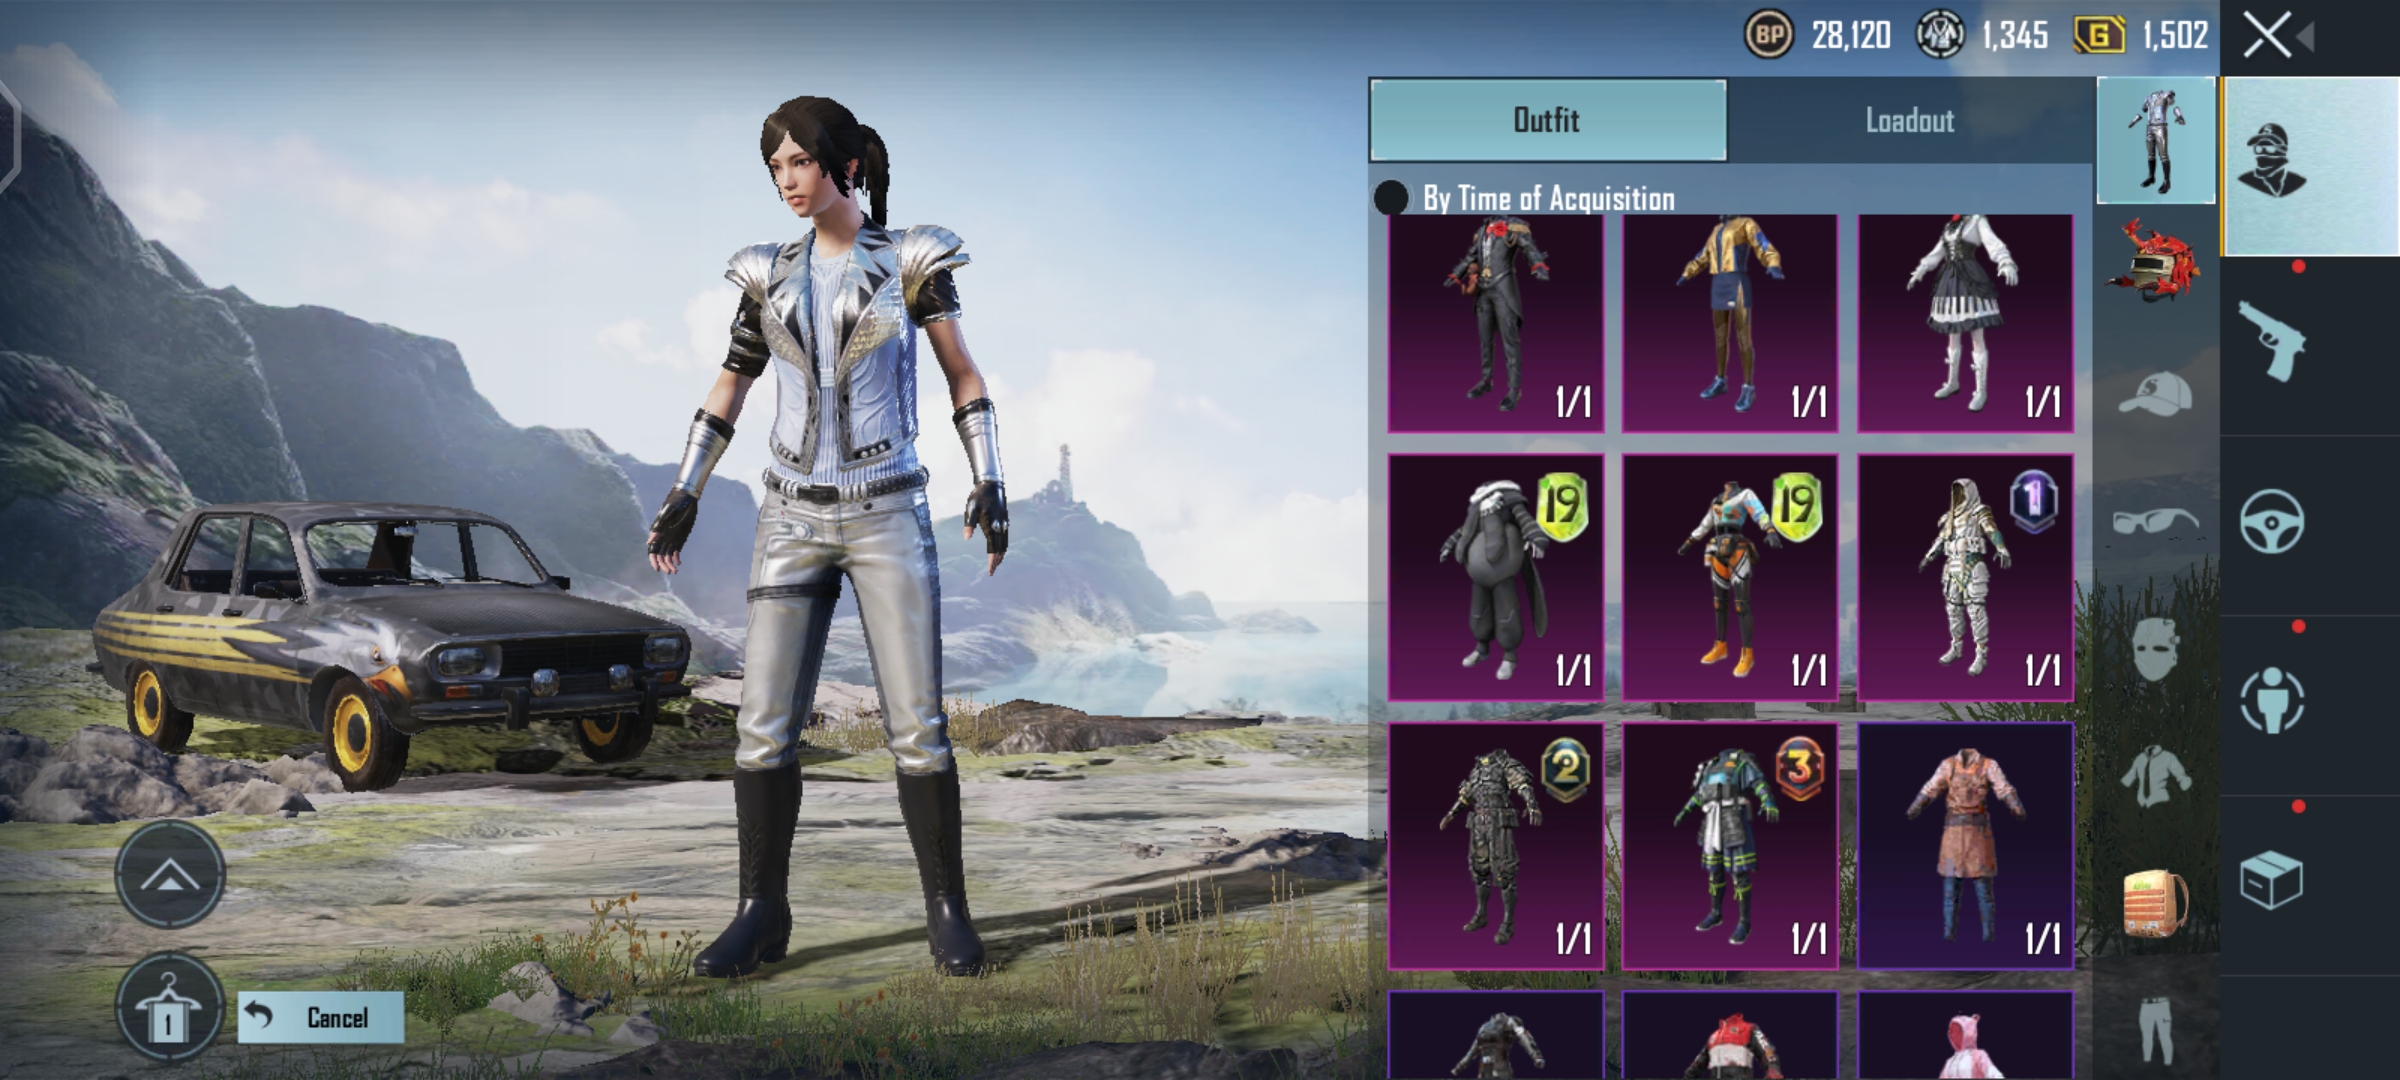 BP 28,120 1,345 G 1,502
Outfit Loadout
By Time of Acquisition
1/1 1/1 1/1
19 19 1
1/1 1/1 1/1
2 3
1/1 1/1 1/1
1 Cancel